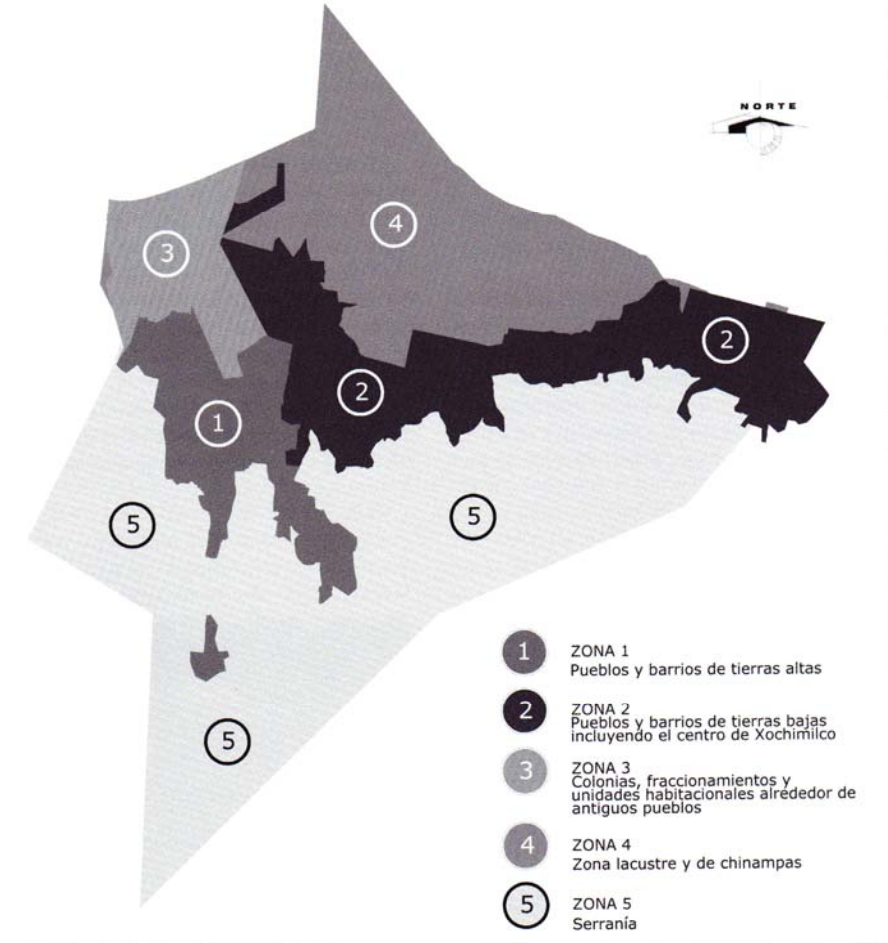 NORTE
4
3
2
2
1
5
5
5
1 ZONA 1
Pueblos y barrios de tierras altas
2 ZONA 2
Pueblos y barrios de tierras bajas
incluyendo el centro de Xochimilco
3 ZONA 3
Colonias, fraccionamientos y
unidades habitacionales alrededor de
antiguos pueblos
4 ZONA 4
Zona lacustre y de chinampas
5 ZONA 5
Serranía